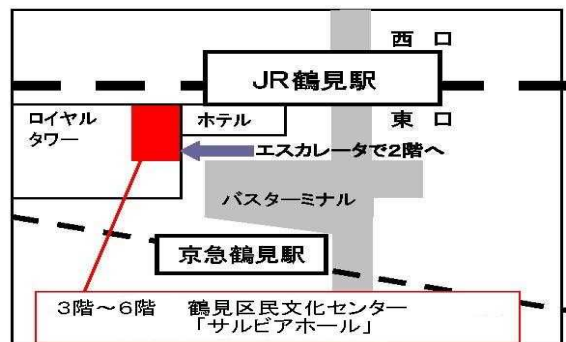 西口
JR鶴見駅
東口
ロイヤル
タワー
ホテル
エスカレータで2階へ
バスターミナル
京急鶴見駅
3階～6階 鶴見区民文化センター
「サルビアホール」